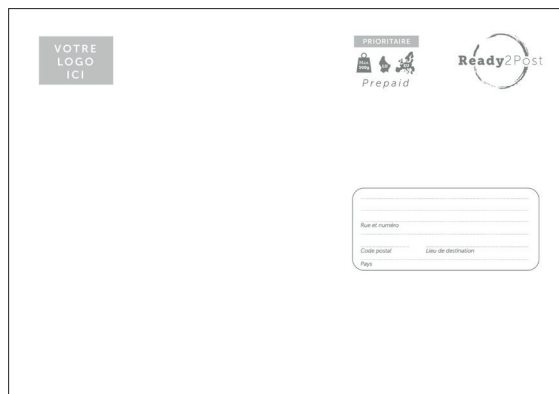 VOTRE
LOGO
ICI
PRIORITAIRE
Prepaid
Ready2Post
Rue et numéro
Code postal Lieu de destination
Pays